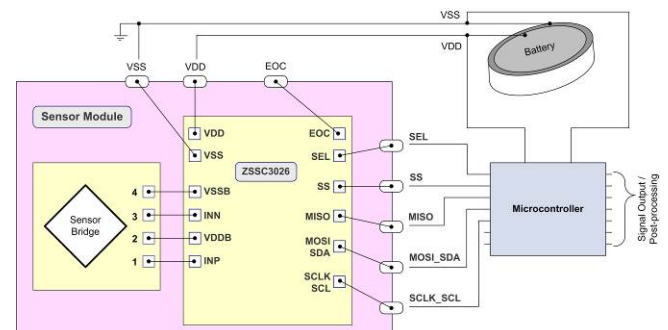 VSS
VDD
Battery
VSS
VDD
EOC
Sensor Module
VDD
EOC
SEL
VSS
SEL
ZSSC3026
Sensor
Bridge
4
VSSB
SS
SS
3
INN
MISO
MISO
2
VDDB
MOSI
SDA
MOSI_SDA
1
INP
SCLK
SCL
SCLK_SCL
Microcontroller
Signal Output /
Post-processing